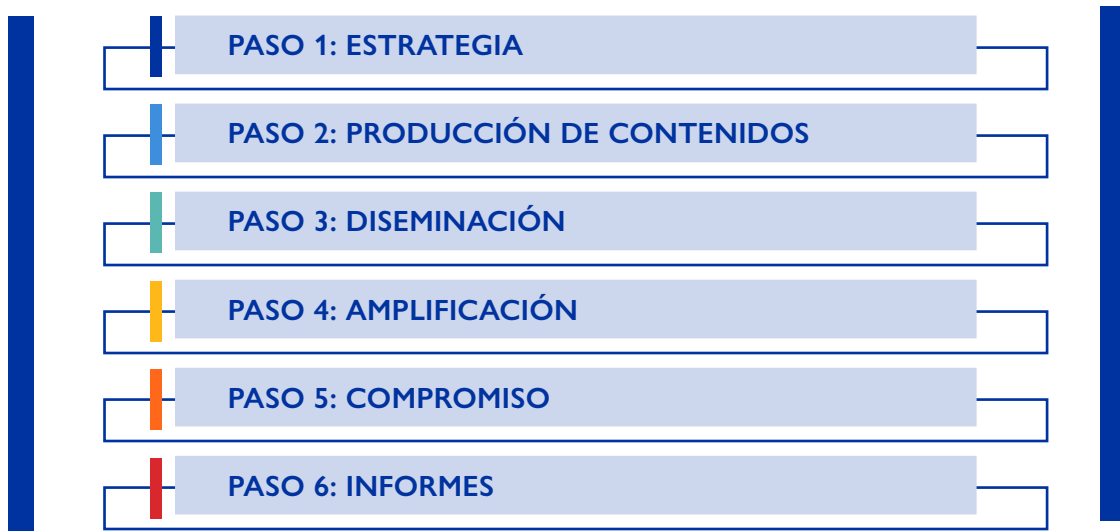 PASO 1: ESTRATEGIA
PASO 2: PRODUCCIÓN DE CONTENIDOS
PASO 3: DISEMINACIÓN
PASO 4: AMPLIFICACIÓN
PASO 5: COMPROMISO
PASO 6: INFORMES